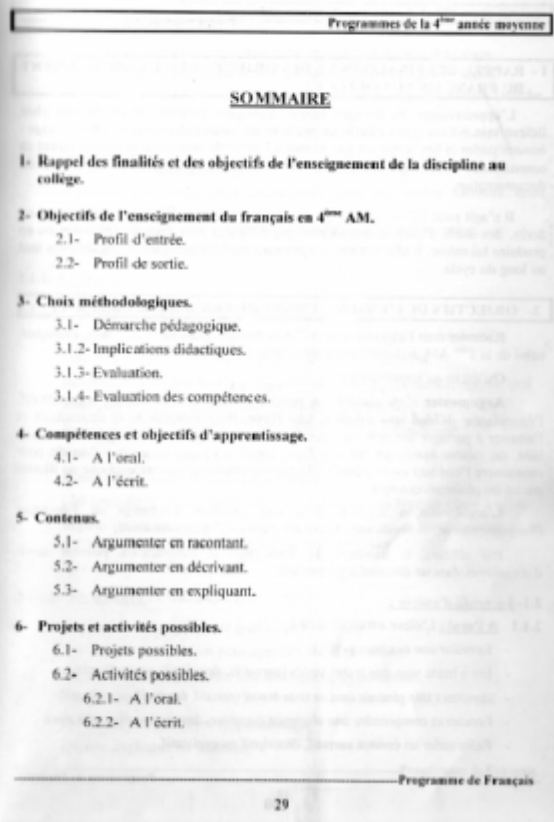 Programmes de la 4ème année moyenne
SOMMAIRE
1- Rappel des finalités et des objectifs de l'enseignement de la discipline au
collège.
2- Objectifs de l'enseignement du français en 4ème AM.
2.1- Profil d'entrée.
2.2- Profil de sortie.
3- Choix méthodologiques.
3.1- Démarche pédagogique.
3.1.2- Implications didactiques.
3.1.3- Evaluation.
3.1.4- Evaluation des compétences.
4- Compétences et objectifs d'apprentissage.
4.1- A l'oral.
4.2- A l'écrit.
5- Contenus.
5.1- Argumenter en racontant.
5.2- Argumenter en décrivant.
5.3- Argumenter en expliquant.
6- Projets et activités possibles.
6.1- Projets possibles.
6.2- Activités possibles.
6.2.1- A l'oral.
6.2.2- A l'écrit.
Programme de Français
29